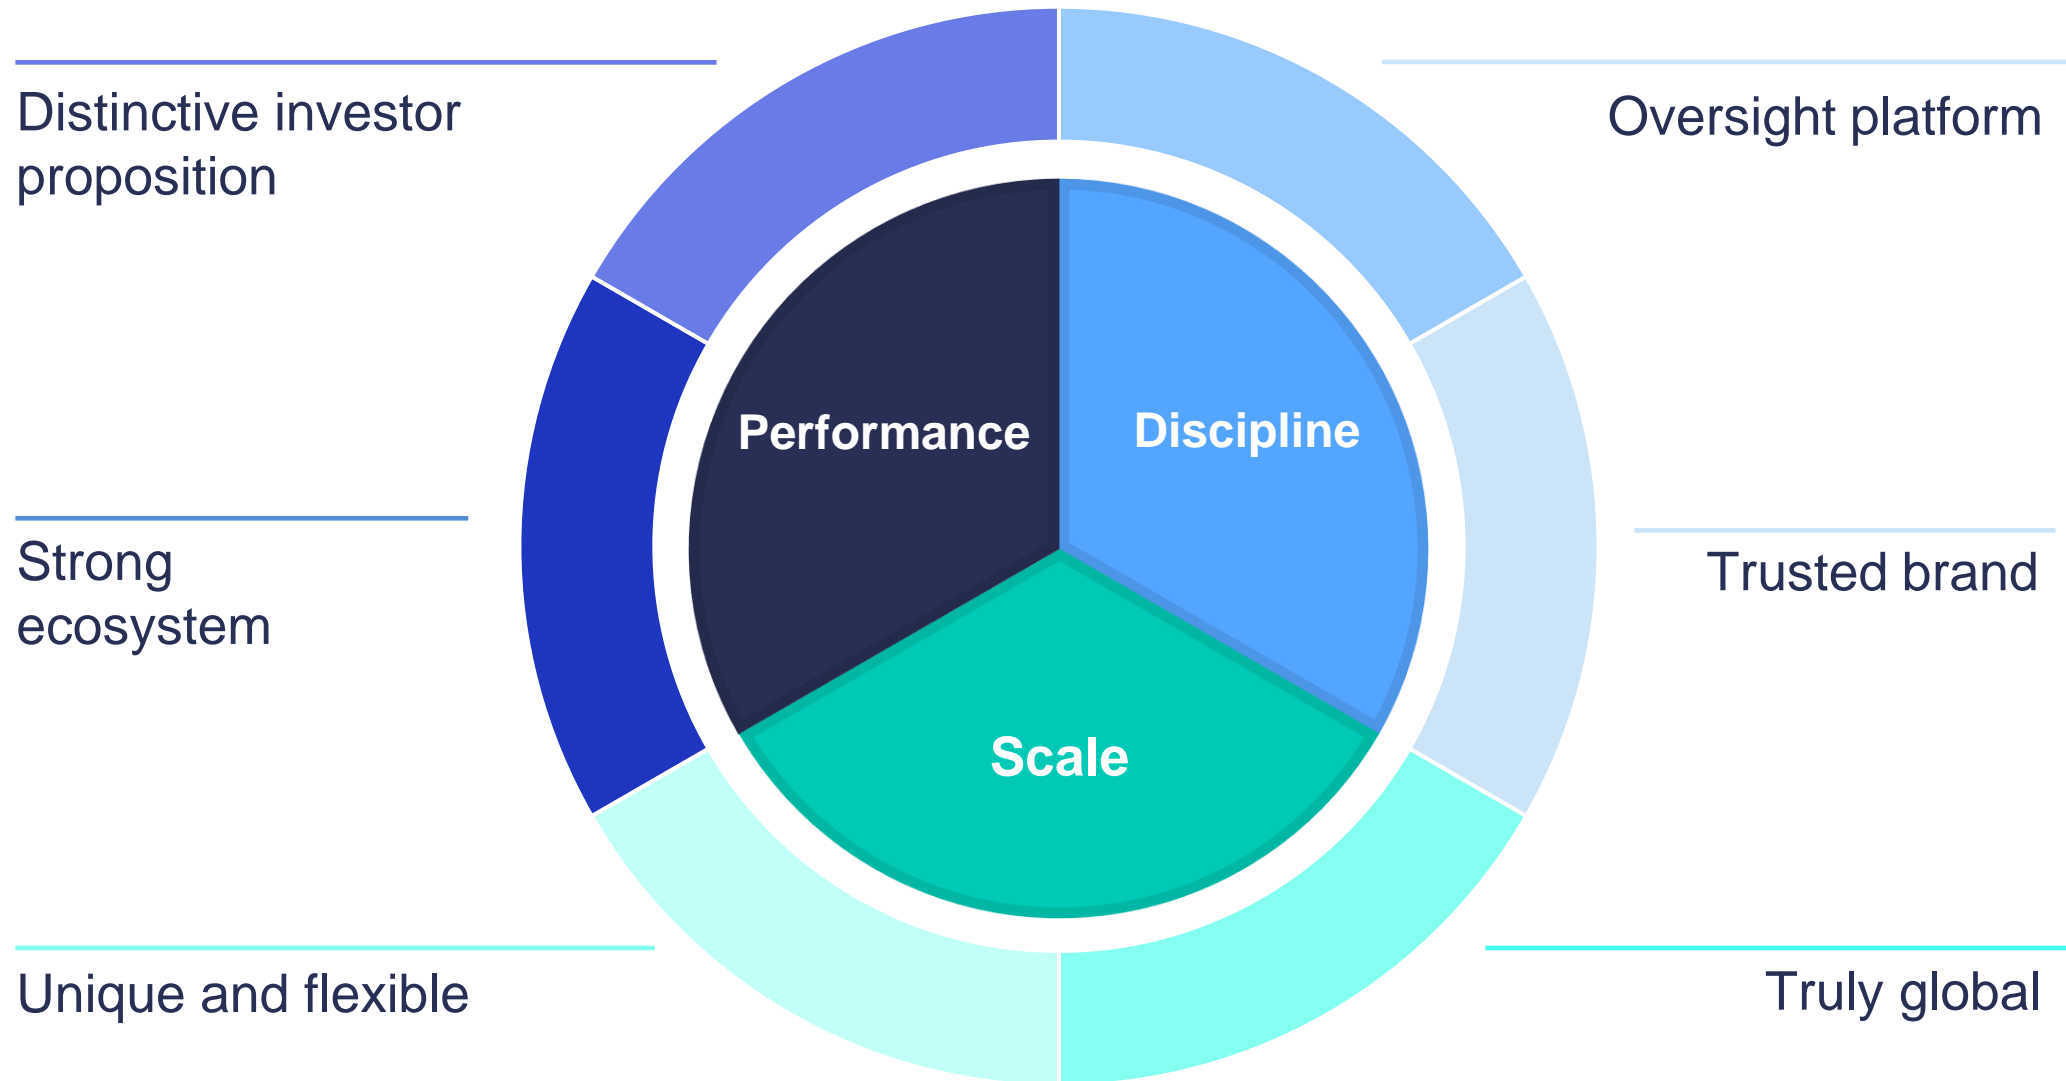 Distinctive investor
proposition
Oversight platform
Performance
Discipline
Strong
ecosystem
Trusted brand
Scale
Unique and flexible
Truly global